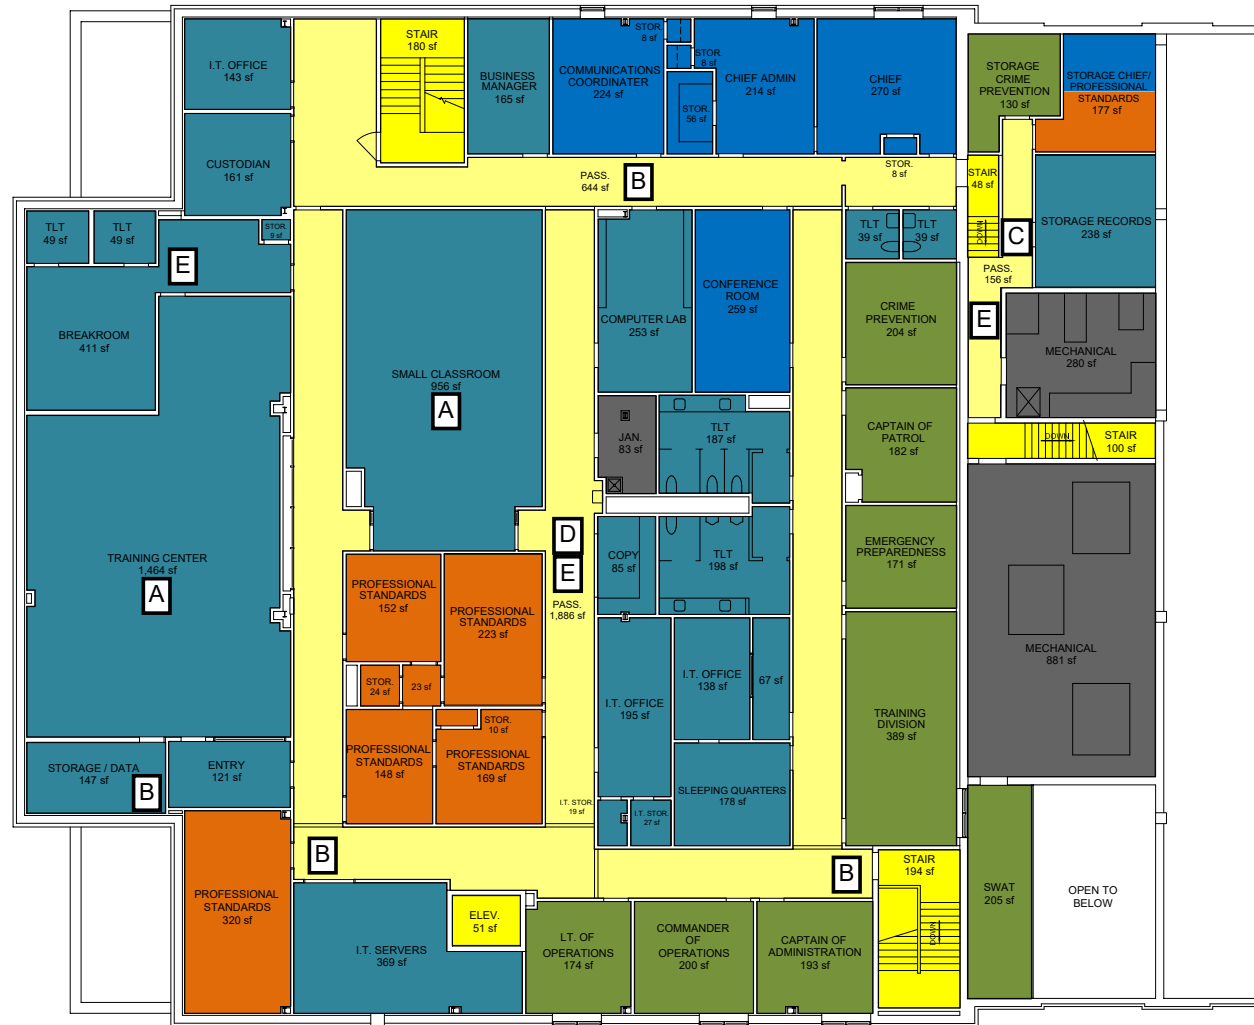 I.T. OFFICE
143 sf
STAIR
180 sf
BUSINESS
MANAGER
165 sf
COMMUNICATIONS
COORDINATER
224 sf
STOR.
8 sf
STOR.
8 sf
STOR.
56 sf
CHIEF ADMIN
214 sf
CHIEF
270 sf
STOR.
8 sf
STORAGE
CRIME
PREVENTION
130 sf
STORAGE CHIEF/
PROFESSIONAL
STANDARDS
177 sf
CUSTODIAN
161 sf
PASS.
644 sf
B
STAIR
48 sf
DOWN
C
STORAGE RECORDS
238 sf
PASS.
156 sf
E
TLT
49 sf
TLT
49 sf
STOR.
9 sf
E
BREAKROOM
411 sf
SMALL CLASSROOM
956 sf
A
COMPUTER LAB
253 sf
CONFERENCE
ROOM
259 sf
TLT
39 sf
TLT
39 sf
CRIME
PREVENTION
204 sf
MECHANICAL
280 sf
JAN.
83 sf
TLT
187 sf
CAPTAIN OF
PATROL
182 sf
DOWN
STAIR
100 sf
TRAINING CENTER
1,464 sf
A
D
E
PASS.
1,886 sf
COPY
85 sf
TLT
198 sf
EMERGENCY
PREPAREDNESS
171 sf
MECHANICAL
881 sf
PROFESSIONAL
STANDARDS
152 sf
PROFESSIONAL
STANDARDS
223 sf
STOR.
24 sf
23 sf
I.T. OFFICE
195 sf
I.T. OFFICE
138 sf
67 sf
TRAINING
DIVISION
389 sf
PROFESSIONAL
STANDARDS
148 sf
STOR.
10 sf
PROFESSIONAL
STANDARDS
169 sf
STORAGE / DATA
147 sf
B
ENTRY
121 sf
I.T. STOR.
19 sf
I.T. STOR.
27 sf
SLEEPING QUARTERS
178 sf
B
B
STAIR
194 sf
DOWN
PROFESSIONAL
STANDARDS
320 sf
I.T. SERVERS
369 sf
ELEV.
51 sf
LT. OF
OPERATIONS
174 sf
COMMANDER
OF
OPERATIONS
200 sf
CAPTAIN OF
ADMINISTRATION
193 sf
SWAT
205 sf
OPEN TO
BELOW